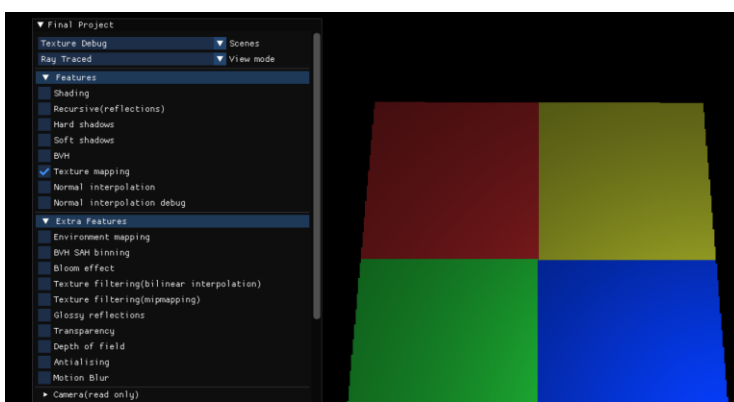 Final Project
Texture Debug Scenes
Ray Traced View mode
Features
Shading
Recursive(reflections)
Hard shadows
Soft shadows
BVH
Texture mapping
Normal interpolation
Normal interpolation debug
Extra Features
Environment mapping
BVH SAH binning
Bloom effect
Texture filtering(bilinear interpolation)
Texture filtering(mipmapping)
Glossy reflections
Transparency
Depth of field
Antialising
Motion Blur
Camera(read only)